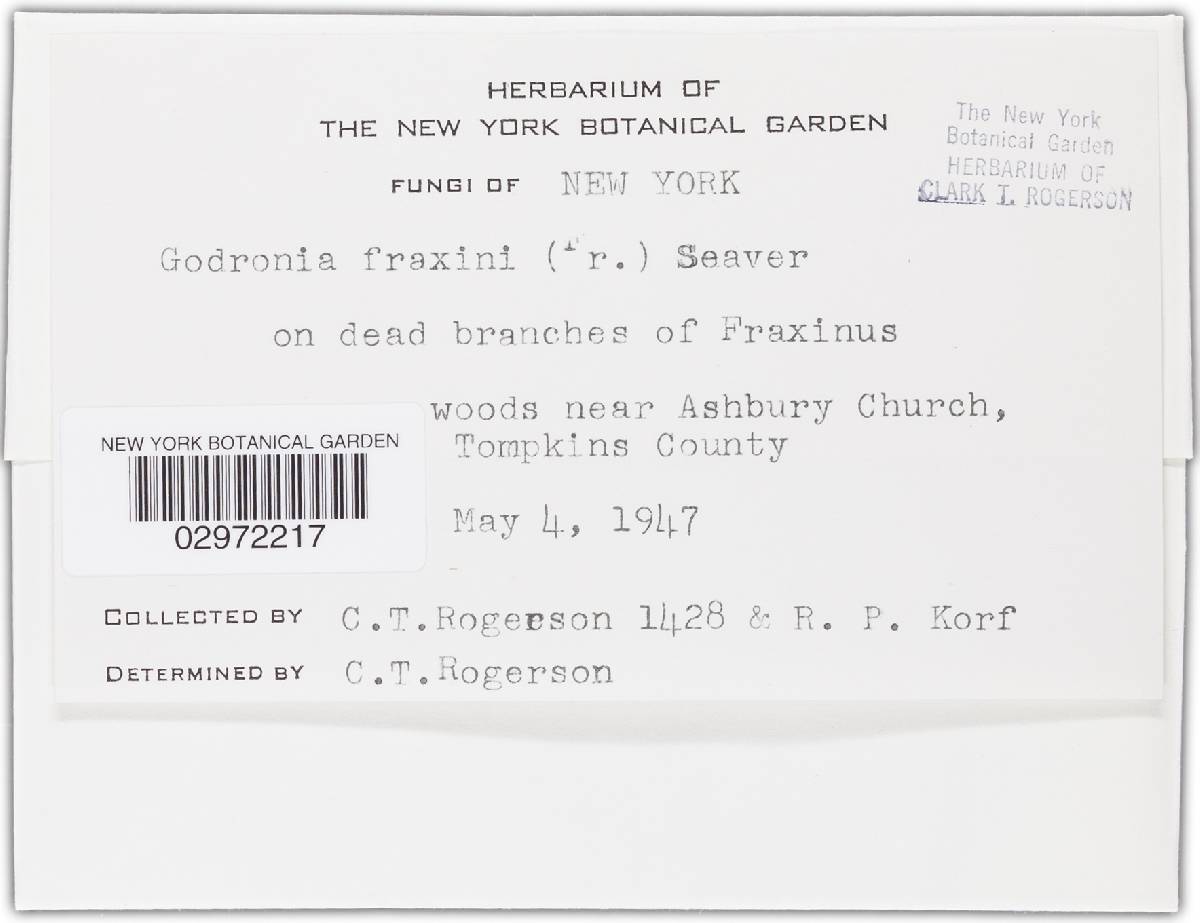 HERBARIUM OF
THE NEW YORK BOTANICAL GARDEN
FUNGI OF NEW YORK
The New York
Botanical Garden
HERBARIUM OF
CLARK T. ROGERSON
Godronia fraxini (Fr.) Seaver
on dead branches of Fraxinus
woods near Ashbury Church,
Tompkins County
May 4, 1947
NEW YORK BOTANICAL GARDEN
02972217
COLLECTED BY C.T.Rogerson 1428 & R. P. Korf
DETERMINED BY C.T.Rogerson